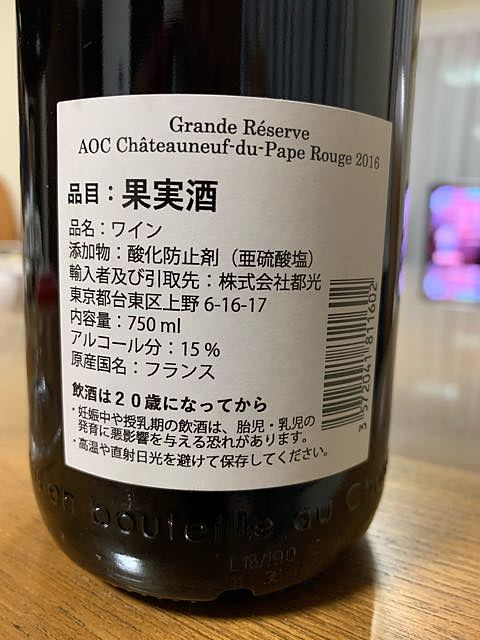 Grande Réserve
AOC Châteauneuf-du-Pape Rouge 2016
品目：果実酒
品名：ワイン
添加物：酸化防止剤（亜硫酸塩）
輸入者及び引取先：株式会社都光
東京都台東区上野 6-16-17
内容量：750 ml
アルコール分：15 %
原産国名：フランス
飲酒は２０歳になってから
・妊娠中や授乳期の飲酒は、胎児・乳児の
発育に悪影響を与える恐れがあります。
・高温や直射日光を避けて保存してください。
3 572041 811602
bouteille au
L18/190